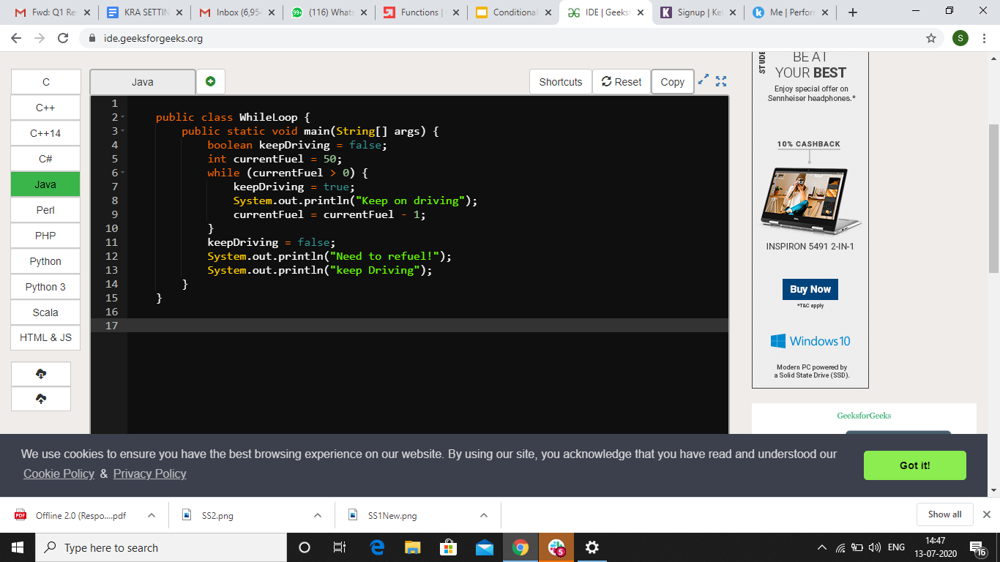 Fwd: Q1 Re
KRA SETTIN
Inbox (6,95
99+
(116) Whats
Functions |
Conditional
IDE | Geeks
Signup | Ke
Me | Perfor
ide.geeksforgeeks.org
S
C
C++
C++14
C#
Java
Perl
PHP
Python
Python 3
Scala
HTML & JS
Java
Shortcuts
Reset
Copy
1
2 public class WhileLoop {
3 public static void main(String[] args) {
4 boolean keepDriving = false;
5 int currentFuel = 50;
6 while (currentFuel > 0) {
7 keepDriving = true;
8 System.out.println("Keep on driving");
9 currentFuel = currentFuel - 1;
10 }
11 keepDriving = false;
12 System.out.println("Need to refuel!");
13 System.out.println("keep Driving");
14 }
15 }
16
17
STUDE
BE AT
YOUR BEST
Enjoy special offer on
Sennheiser headphones.*
10% CASHBACK
INSPIRON 5491 2-IN-1
Buy Now
*T&C apply
Windows 10
Modern PC powered by
a Solid State Drive (SSD).
GeeksforGeeks
We use cookies to ensure you have the best browsing experience on our website. By using our site, you acknowledge that you have read and understood our
Cookie Policy & Privacy Policy
Got it!
PDF
Offline 2.0 (Respo....pdf
SS2.png
SS1New.png
Show all
Type here to search
5
ENG
14:47
13-07-2020
16